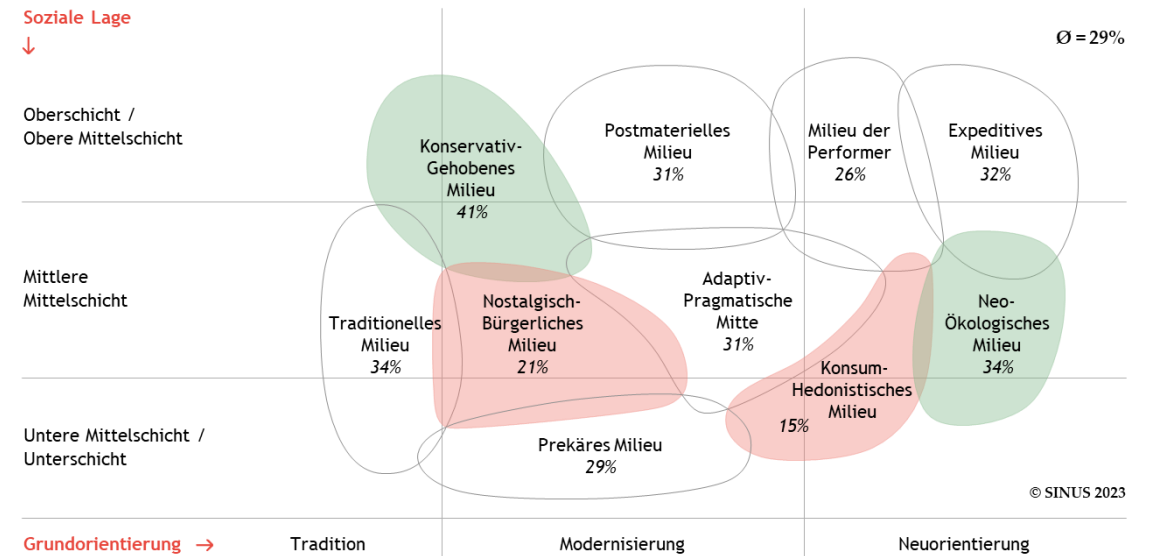 Soziale Lage
↓
Ø = 29%
Oberschicht /
Obere Mittelschicht
Konservativ-
Gehobenes
Milieu
41%
Postmaterielles
Milieu
31%
Milieu der
Performer
26%
Expeditives
Milieu
32%
Mittlere
Mittelschicht
Traditionelles
Milieu
34%
Nostalgisch-
Bürgerliches
Milieu
21%
Adaptiv-
Pragmatische
Mitte
31%
Konsum-
Hedonistisches
Milieu
15%
Neo-
Ökologisches
Milieu
34%
Untere Mittelschicht /
Unterschicht
Prekäres Milieu
29%
© SINUS 2023
Grundorientierung →
Tradition
Modernisierung
Neuorientierung